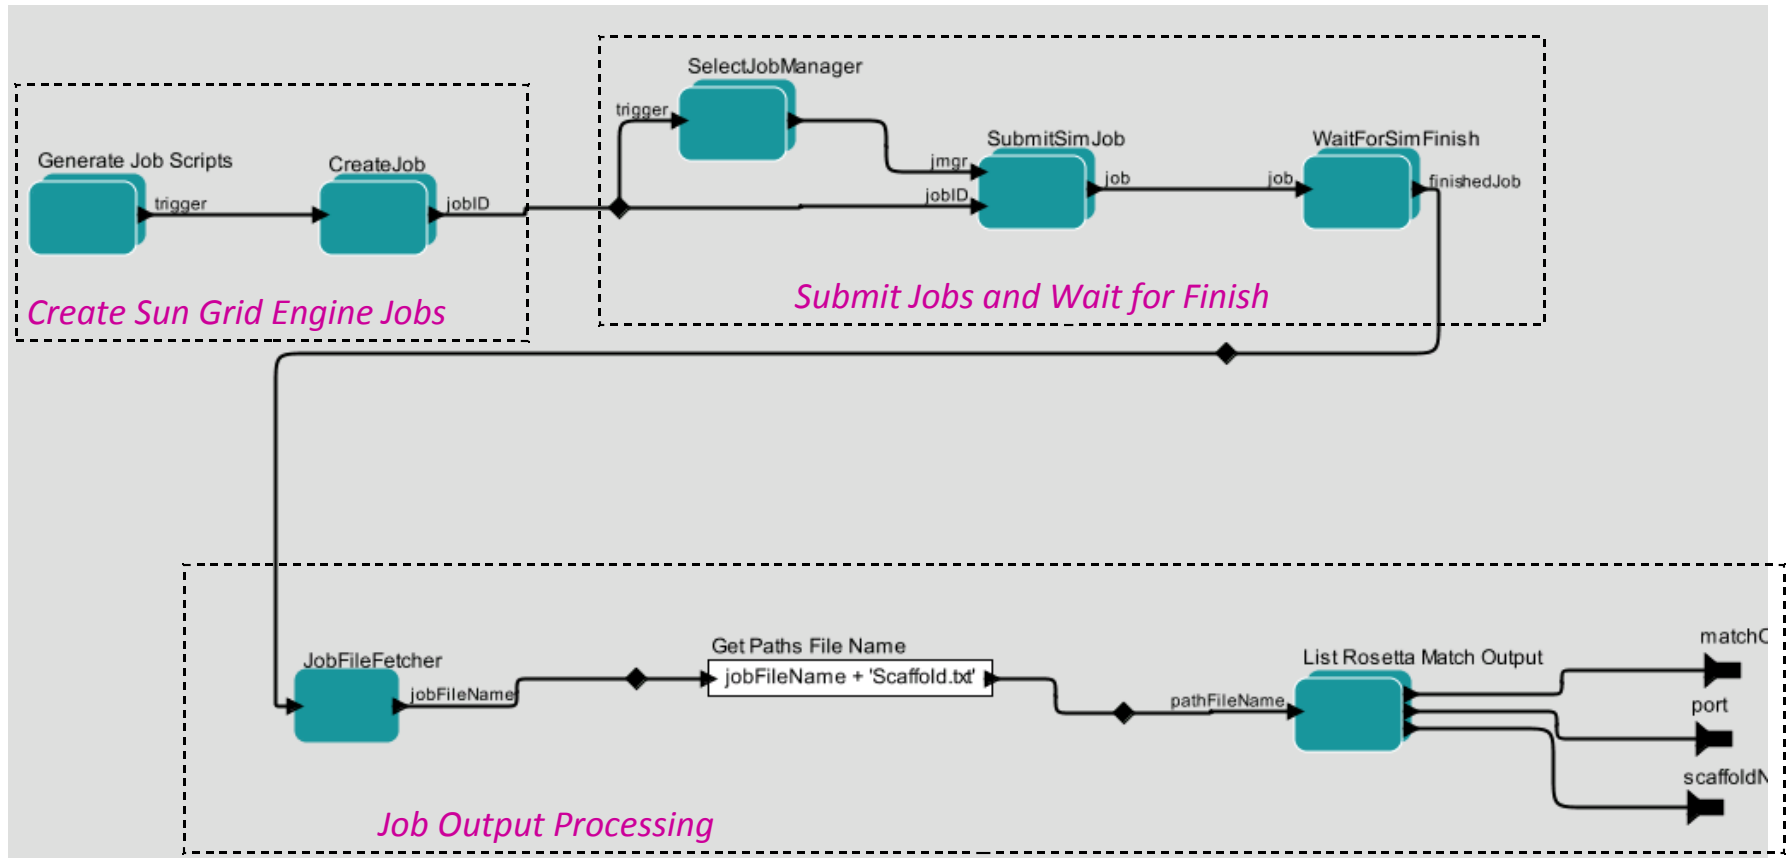 Generate Job Scripts
trigger
CreateJob
jobID
Create Sun Grid Engine Jobs
SelectJobManager
trigger
jmgr
jobID
SubmitSimJob
job
job
WaitForSimFinish
finishedJob
Submit Jobs and Wait for Finish
JobFileFetcher
jobFileName
Get Paths File Name
jobFileName + 'Scaffold.txt'
pathFileName
List Rosetta Match Output
matchC
port
scaffoldN
Job Output Processing